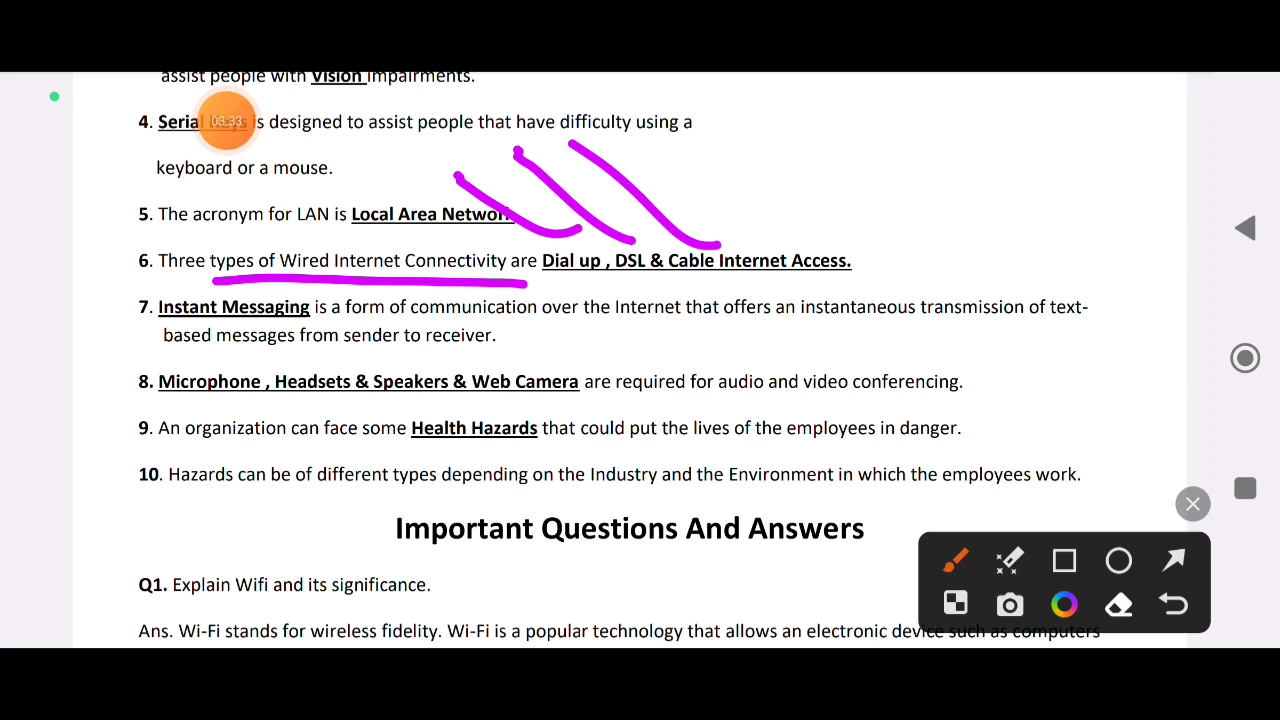 assist people with Vision impairments.
4. Serial Keys is designed to assist people that have difficulty using a
03:33
keyboard or a mouse.
5. The acronym for LAN is Local Area Network
6. Three types of Wired Internet Connectivity are Dial up , DSL & Cable Internet Access.
7. Instant Messaging is a form of communication over the Internet that offers an instantaneous transmission of text-
based messages from sender to receiver.
8. Microphone , Headsets & Speakers & Web Camera are required for audio and video conferencing.
9. An organization can face some Health Hazards that could put the lives of the employees in danger.
10. Hazards can be of different types depending on the Industry and the Environment in which the employees work.
Important Questions And Answers
Q1. Explain Wifi and its significance.
Ans. Wi-Fi stands for wireless fidelity. Wi-Fi is a popular technology that allows an electronic device such as computers